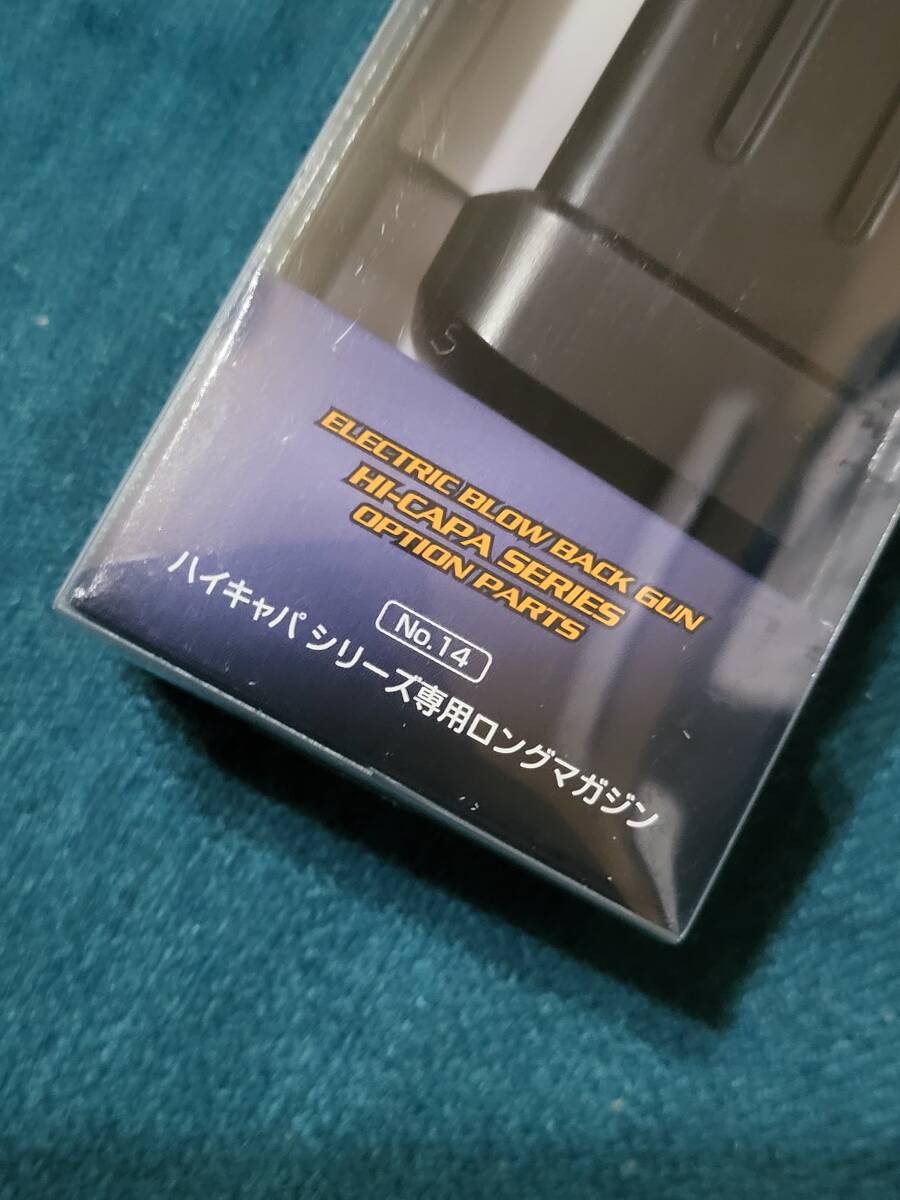 5
ELECTRIC BLOW BACK GUN
HI-CAPA SERIES
OPTION PARTS
No.14
ハイキャパ シリーズ専用ロングマガジン